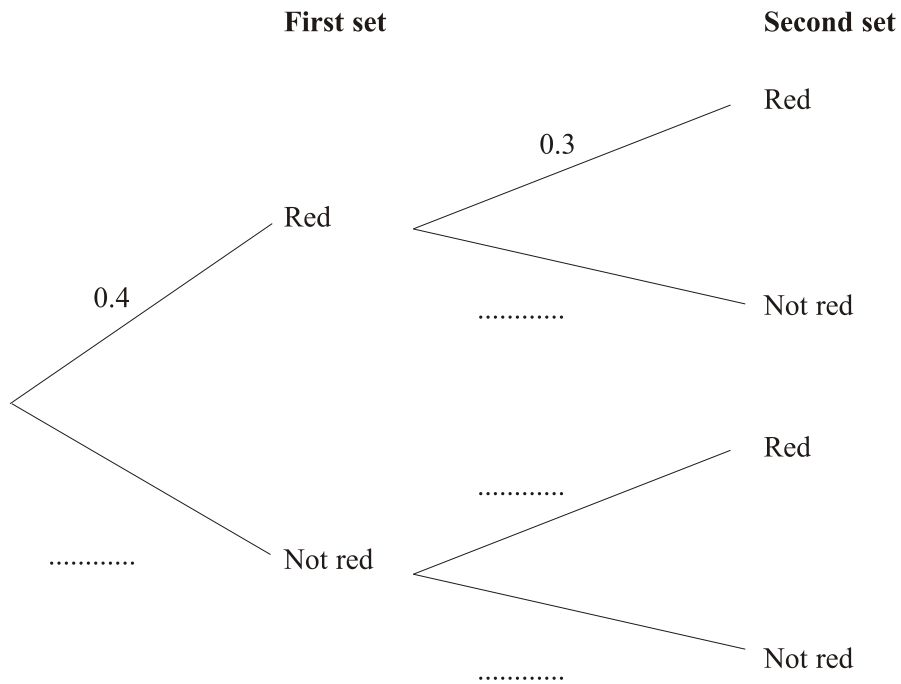 First set Second set
Red
0.3
Red
0.4
Not red
............
Red
............
Not red
............
Not red
............